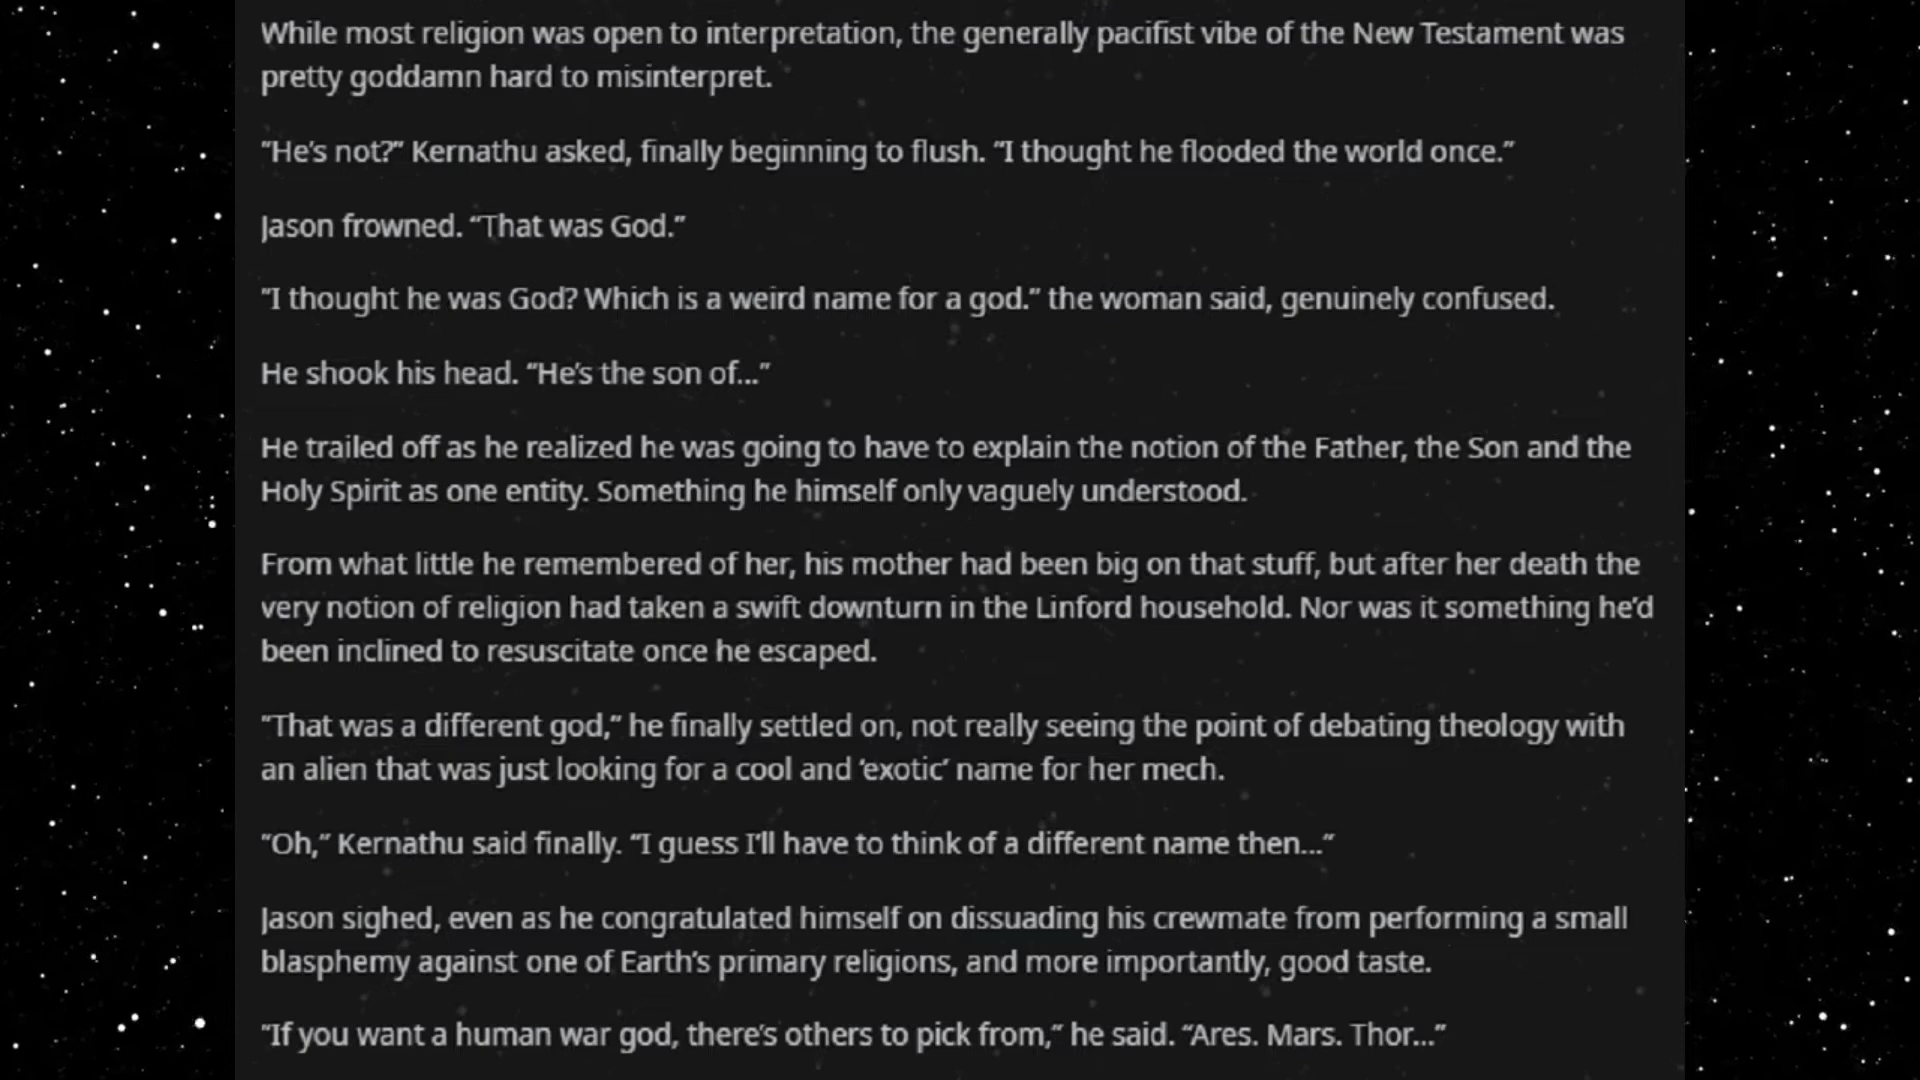 While most religion was open to interpretation, the generally pacifist vibe of the New Testament was
pretty goddamn hard to misinterpret.
“He’s not?” Kernathu asked, finally beginning to flush. “I thought he flooded the world once.”
Jason frowned. “That was God.”
“I thought he was God? Which is a weird name for a god.” the woman said, genuinely confused.
He shook his head. “He’s the son of...”
He trailed off as he realized he was going to have to explain the notion of the Father, the Son and the
Holy Spirit as one entity. Something he himself only vaguely understood.
From what little he remembered of her, his mother had been big on that stuff, but after her death the
very notion of religion had taken a swift downturn in the Linford household. Nor was it something he’d
been inclined to resuscitate once he escaped.
“That was a different god,” he finally settled on, not really seeing the point of debating theology with
an alien that was just looking for a cool and ‘exotic’ name for her mech.
“Oh,” Kernathu said finally. “I guess I’ll have to think of a different name then...”
Jason sighed, even as he congratulated himself on dissuading his crewmate from performing a small
blasphemy against one of Earth’s primary religions, and more importantly, good taste.
“If you want a human war god, there’s others to pick from,” he said. “Ares. Mars. Thor...”